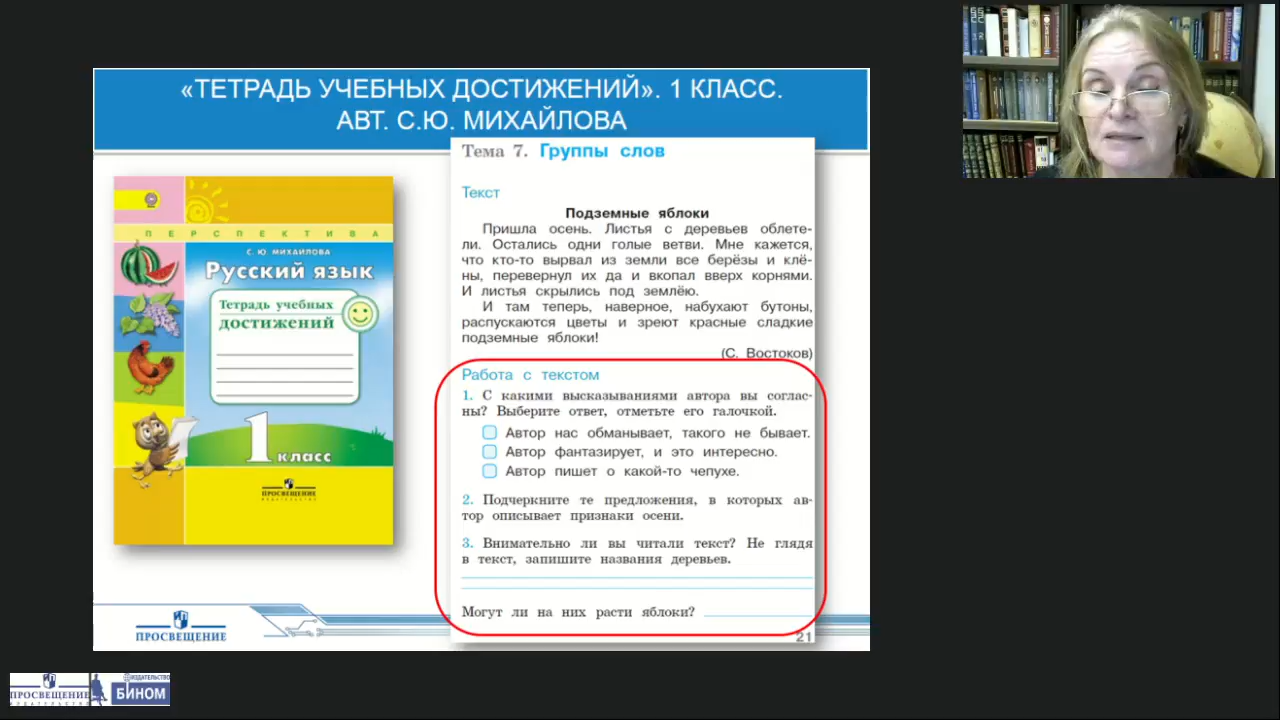 «ТЕТРАДЬ УЧЕБНЫХ ДОСТИЖЕНИЙ». 1 КЛАСС.
АВТ. С.Ю. МИХАЙЛОВА
ПЕРСПЕКТИВА
С. Ю. МИХАЙЛОВА
Русский язык
Тетрадь учебных
достижений
1 класс
ПРОСВЕЩЕНИЕ
ИЗДАТЕЛЬСТВО
Тема 7. Группы слов
Текст
Подземные яблоки
Пришла осень. Листья с деревьев облете-
ли. Остались одни голые ветви. Мне кажется,
что кто-то вырвал из земли все берёзы и клё-
ны, перевернул их да и вкопал вверх корнями.
И листья скрылись под землёю.
И там теперь, наверное, набухают бутоны,
распускаются цветы и зреют красные сладкие
подземные яблоки!
(С. Востоков)
Работа с текстом
1. С какими высказываниями автора вы соглас-
ны? Выберите ответ, отметьте его галочкой.
Автор нас обманывает, такого не бывает.
Автор фантазирует, и это интересно.
Автор пишет о какой-то чепухе.
2. Подчеркните те предложения, в которых ав-
тор описывает признаки осени.
3. Внимательно ли вы читали текст? Не глядя
в текст, запишите названия деревьев.
Могут ли на них расти яблоки?
21
ПРОСВЕЩЕНИЕ
ПРОСВЕЩЕНИЕ
ИЗДАТЕЛЬСТВО
ИЗДАТЕЛЬСТВО
БИНОМ